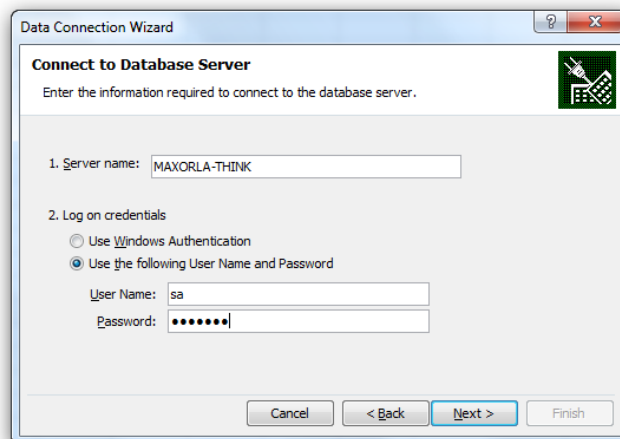 Data Connection Wizard
?
Connect to Database Server
Enter the information required to connect to the database server.
1. Server name: MAXORLA-THINK
2. Log on credentials
Use Windows Authentication
Use the following User Name and Password
User Name: sa
Password: •••••••
Cancel < Back Next > Finish